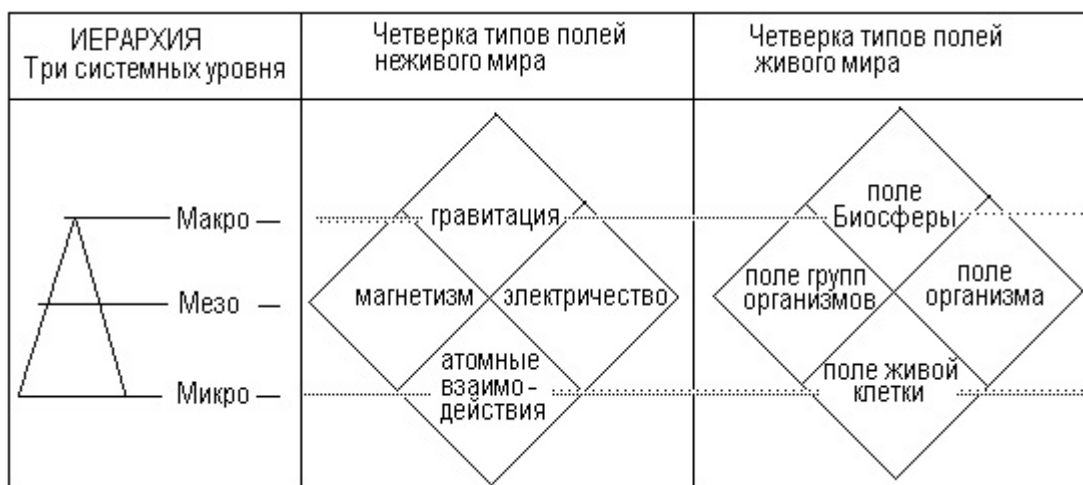 ИЕРАРХИЯ
Три системных уровня
Четверка типов полей
неживого мира
Четверка типов полей
живого мира
Макро —
Мезо —
Микро —
гравитация
магнетизм
электричество
атомные
взаимо -
действия
поле
Биосферы
поле групп
организмов
поле
организма
поле живой
клетки